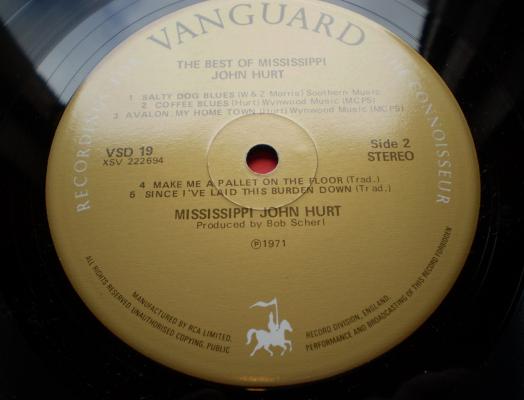 VANGUARD
RECORDINGS FOR THE CONNOISSEUR
THE BEST OF MISSISSIPPI
JOHN HURT
1 SALTY DOG BLUES (W & Z Morris) Southern Music
2 COFFEE BLUES (Hurt) Wynwood Music (MCPS)
3 AVALON, MY HOME TOWN (Hurt) Wynwood Music (MCPS)
VSD 19
XSV 222694
Side 2
STEREO
4 MAKE ME A PALLET ON THE FLOOR (Trad.)
5 SINCE I'VE LAID THIS BURDEN DOWN (Trad.)
MISSISSIPPI JOHN HURT
Produced by Bob Scherl
℗1971
MANUFACTURED BY RCA LIMITED, RECORD DIVISION, ENGLAND.
ALL RIGHTS RESERVED. UNAUTHORISED COPYING, PUBLIC PERFORMANCE AND BROADCASTING OF THIS RECORD FORBIDDEN